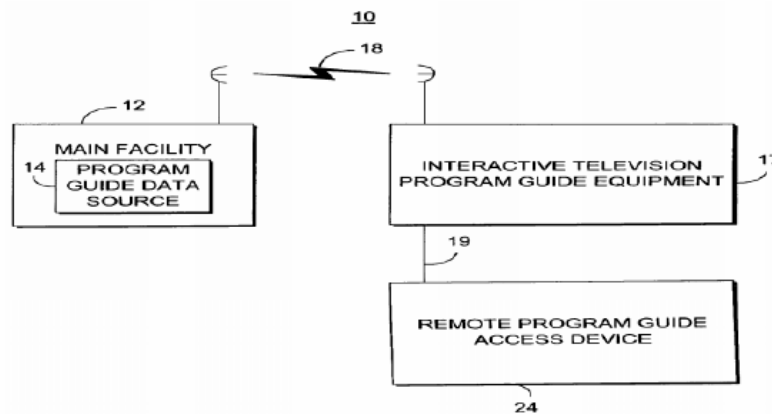 10
18
12
MAIN FACILITY
14
PROGRAM
GUIDE DATA
SOURCE
INTERACTIVE TELEVISION
PROGRAM GUIDE EQUIPMENT
17
19
REMOTE PROGRAM GUIDE
ACCESS DEVICE
24